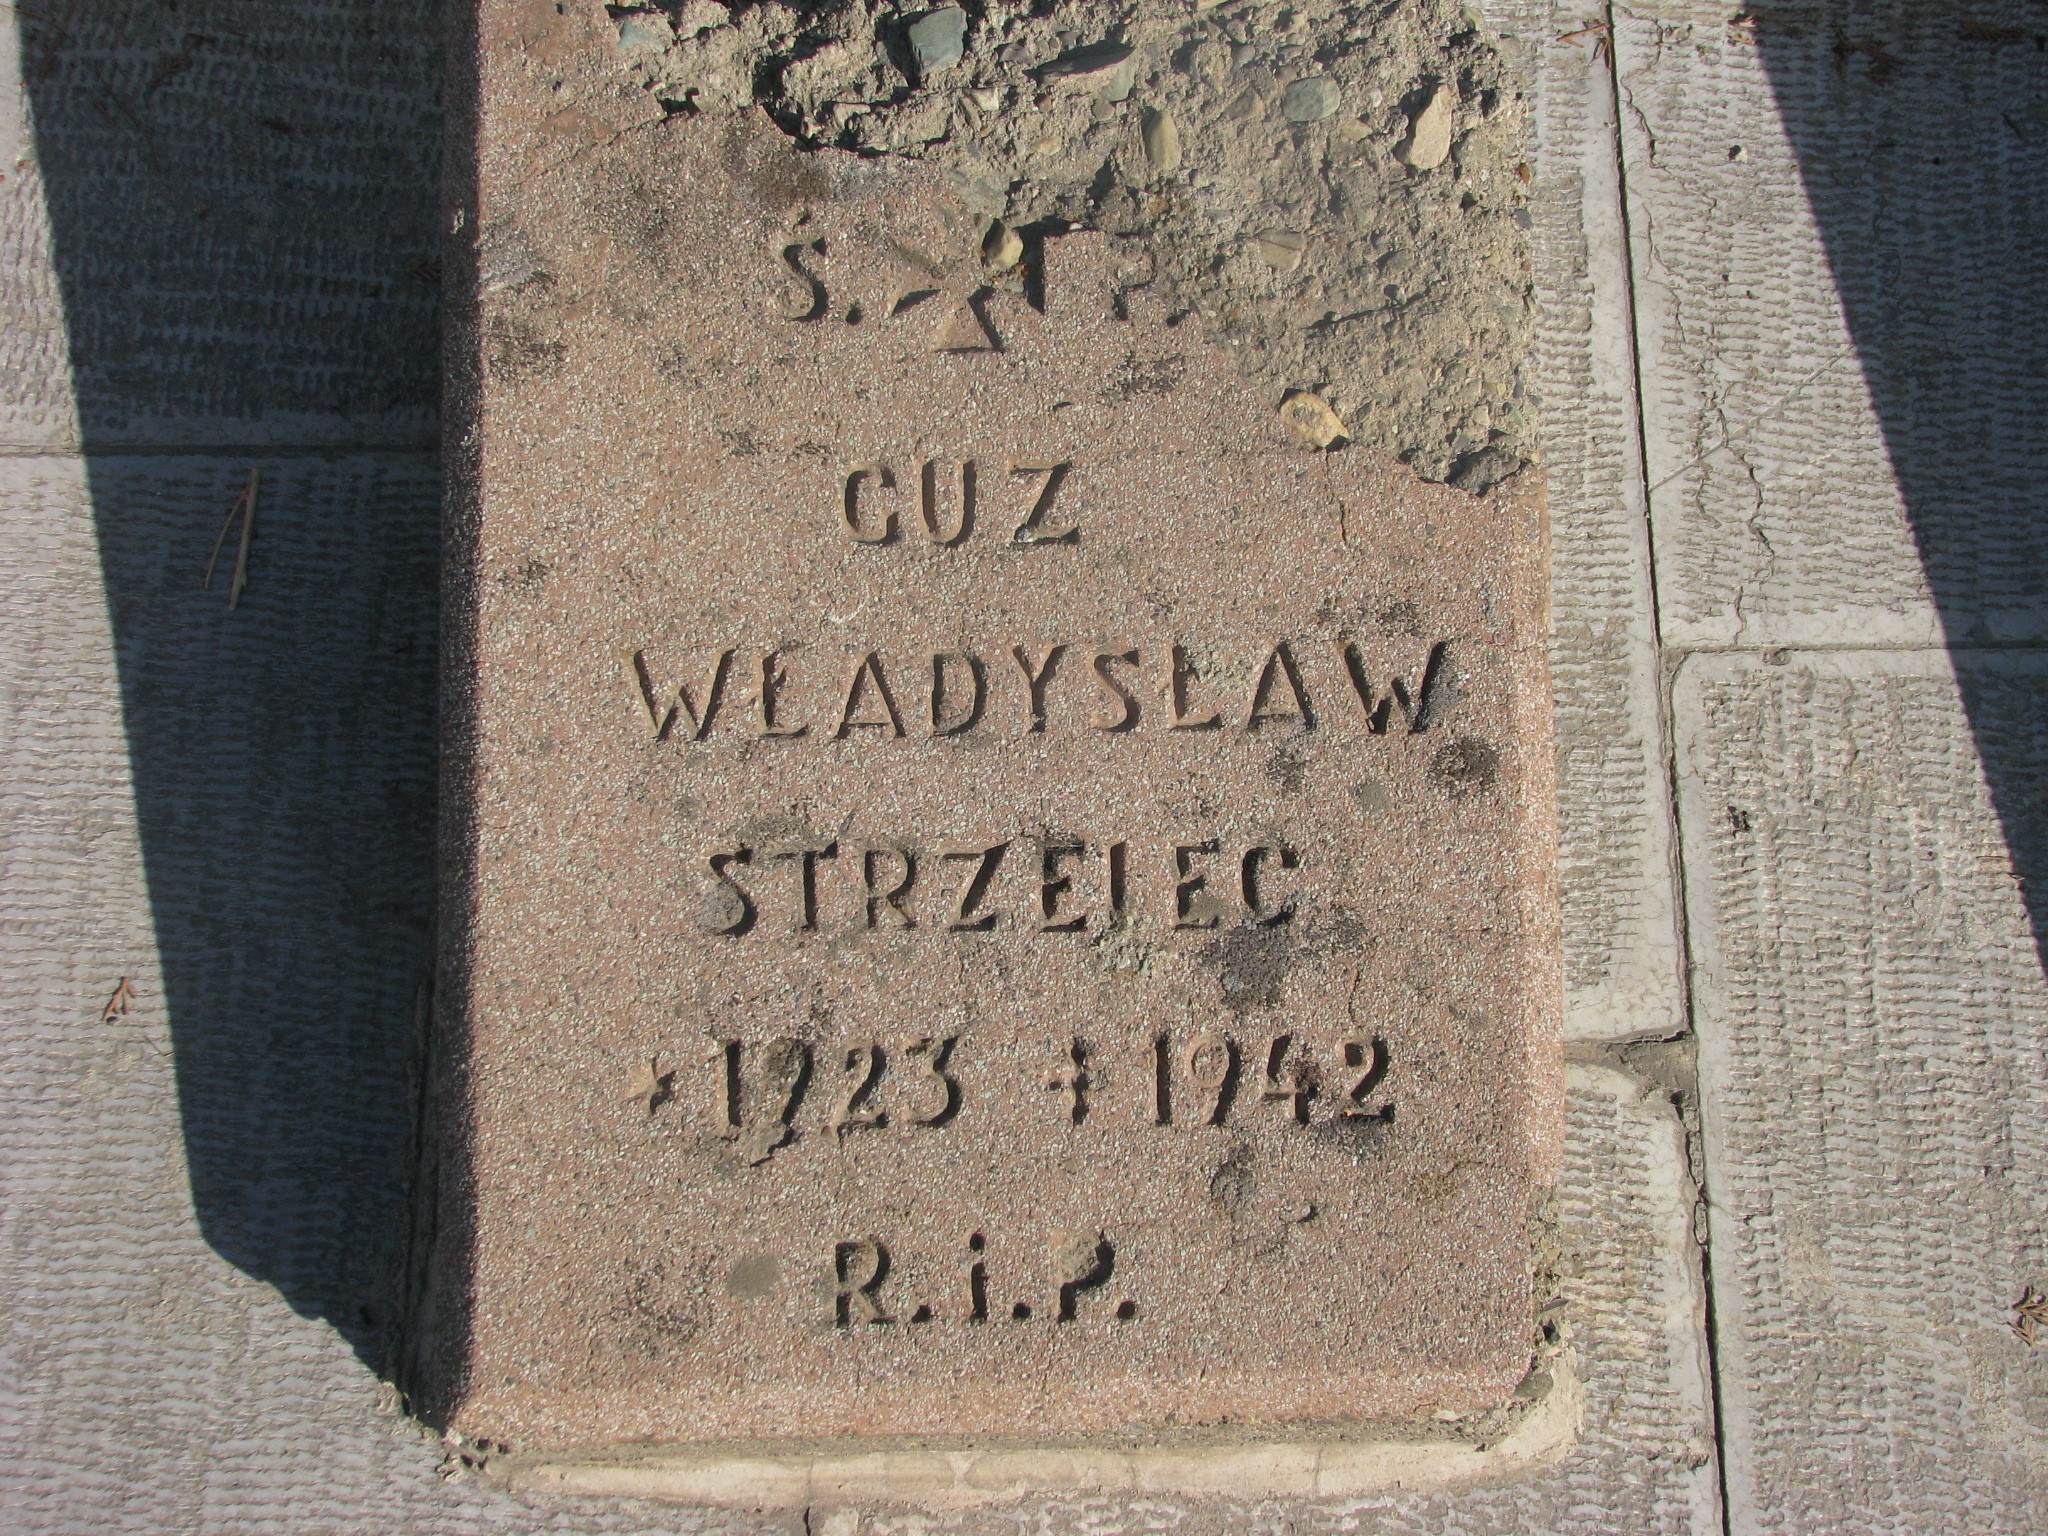 Ś. P.
GUZ
WŁADYSŁAW
STRZELEC
* 1923 † 1942
R.i.P.